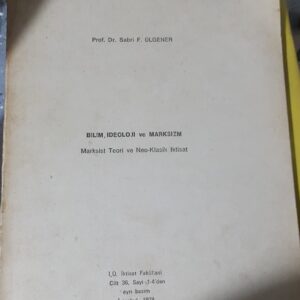 Prof. Dr. Sabri F. ÜLGENER
BİLİM, İDEOLOJİ ve MARKSİZM
Marksist Teori ve Neo-Klasik İktisat
İ.Ü. İktisat Fakültesi
Cilt 36, Sayı 1-4'den
ayrı basım